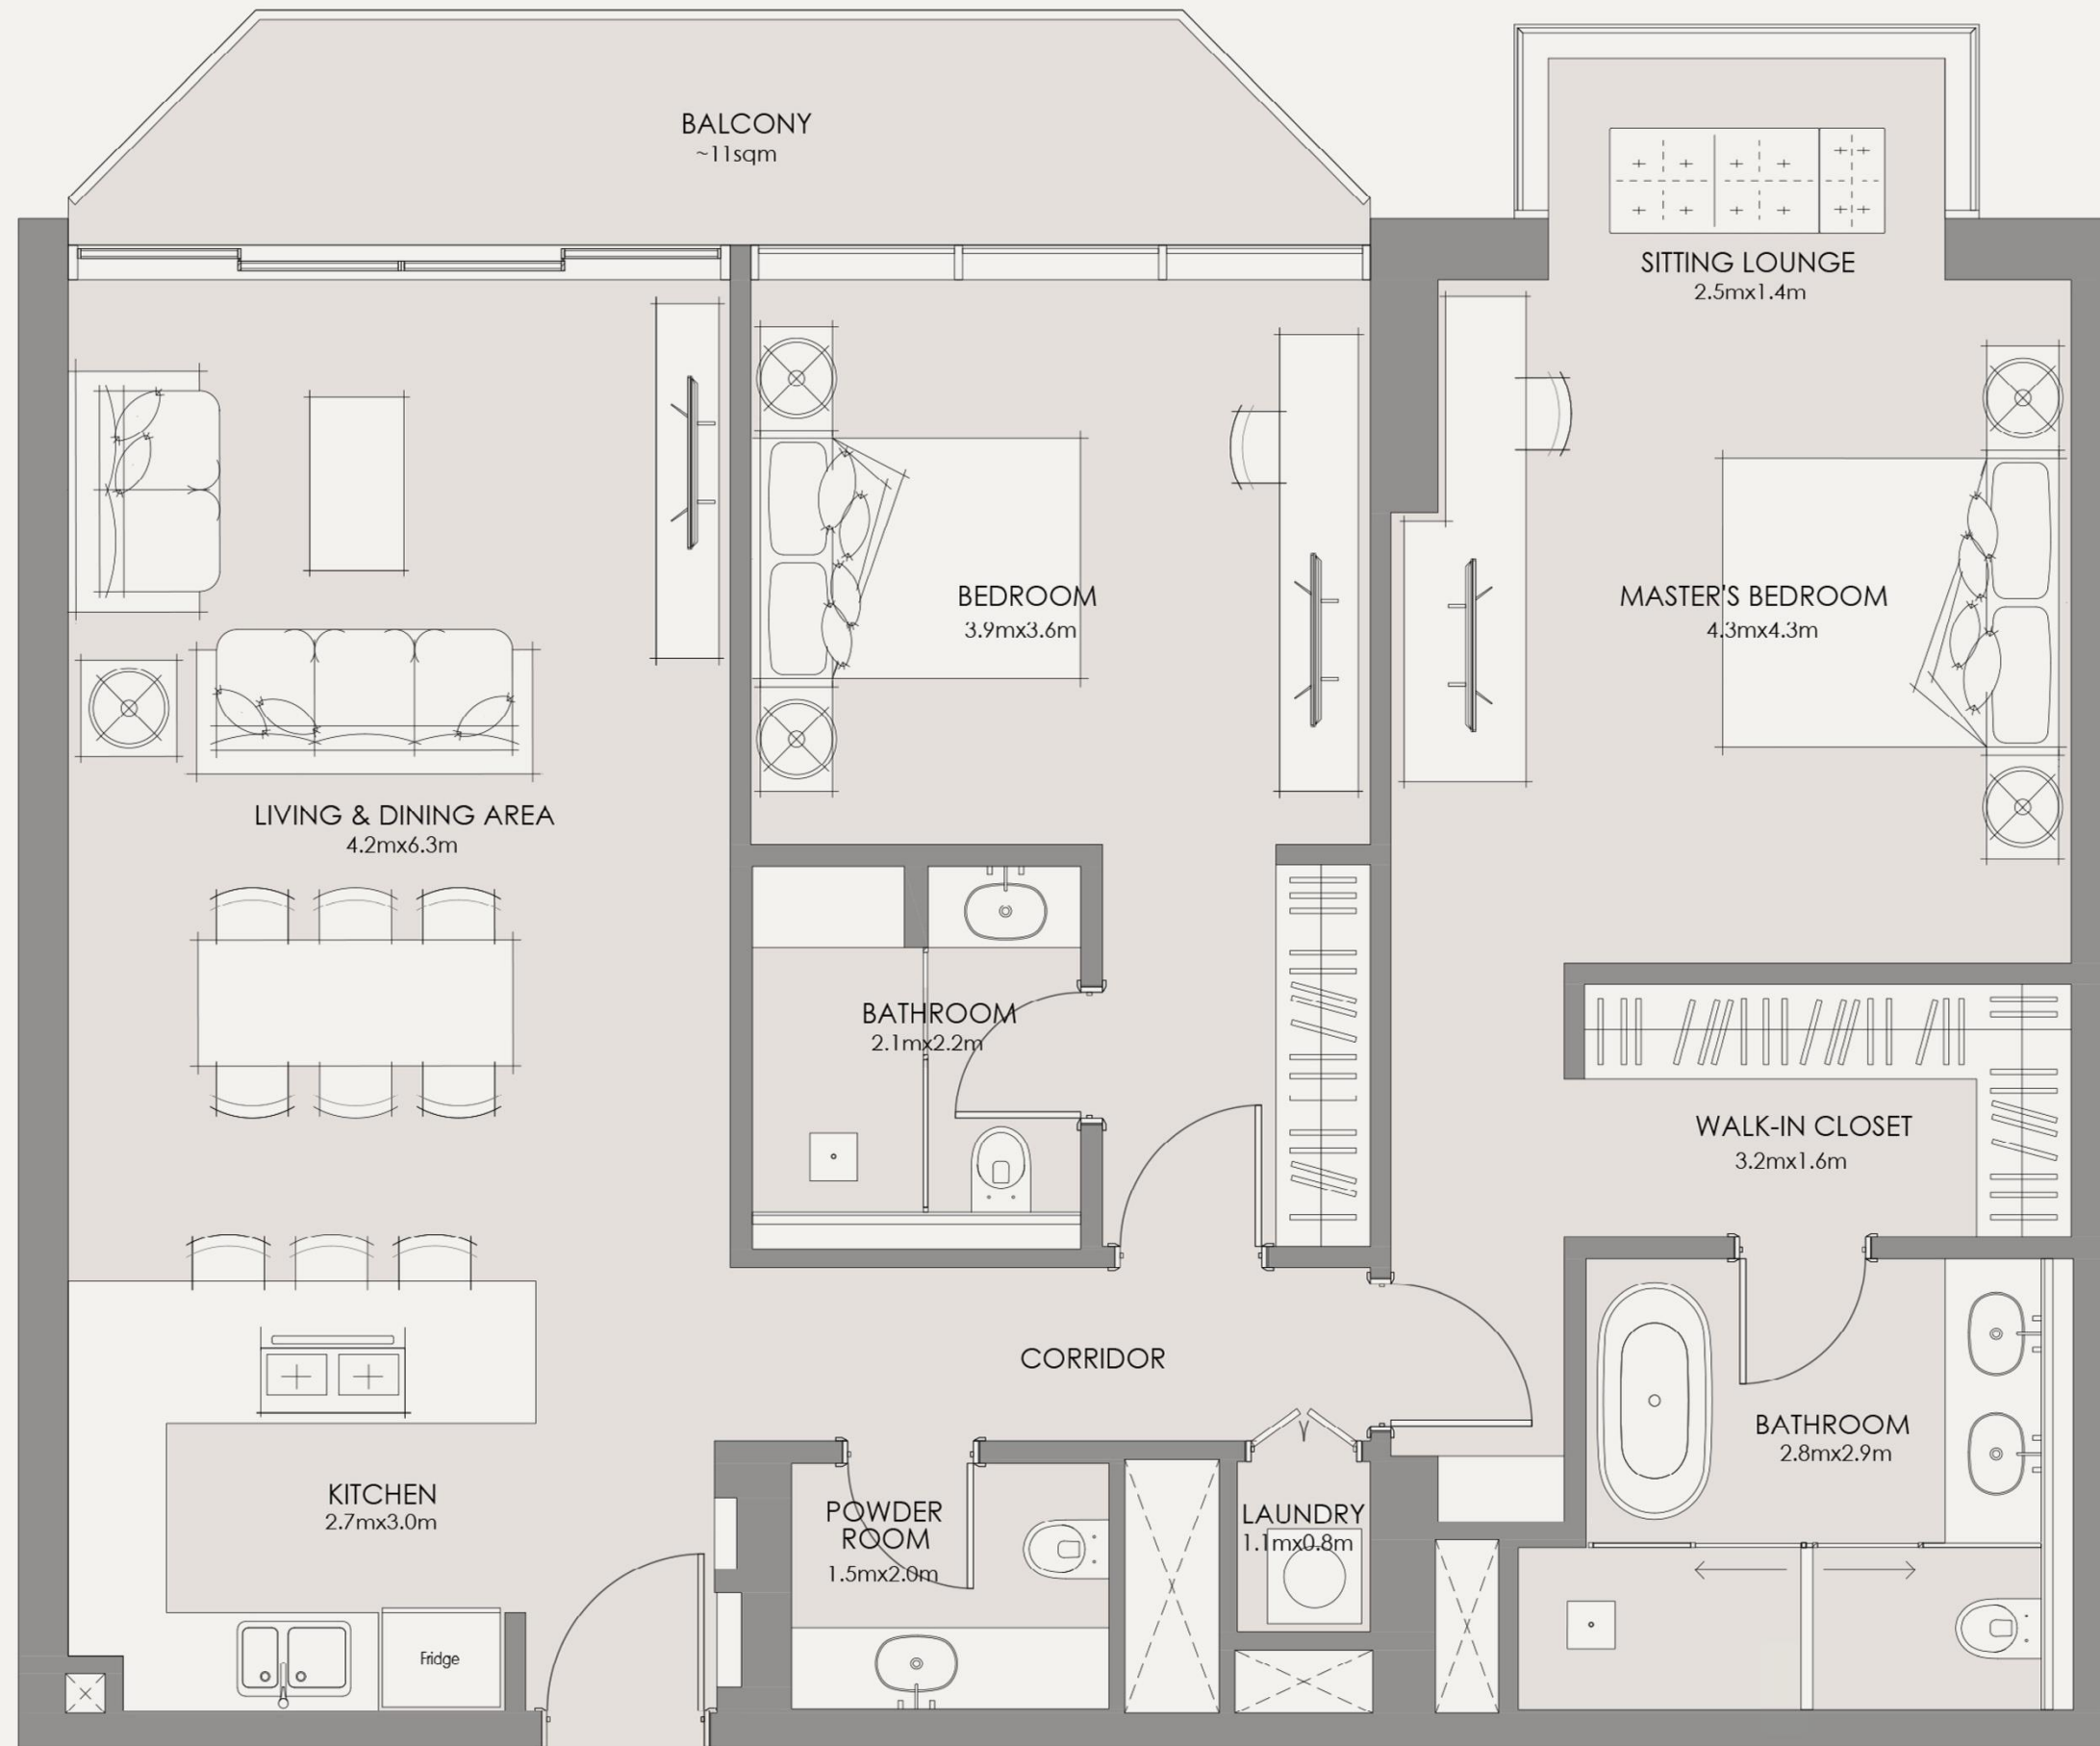 BALCONY
~11sqm
SITTING LOUNGE
2.5mx1.4m
BEDROOM
3.9mx3.6m
MASTER'S BEDROOM
4.3mx4.3m
LIVING & DINING AREA
4.2mx6.3m
BATHROOM
2.1mx2.2m
WALK-IN CLOSET
3.2mx1.6m
CORRIDOR
BATHROOM
2.8mx2.9m
KITCHEN
2.7mx3.0m
POWDER
ROOM
1.5mx2.0m
LAUNDRY
1.1mx0.8m
Fridge